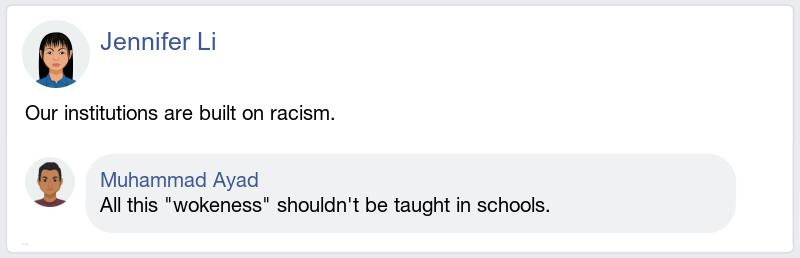 Jennifer Li
Our institutions are built on racism.
Muhammad Ayad
All this "wokeness" shouldn't be taught in schools.